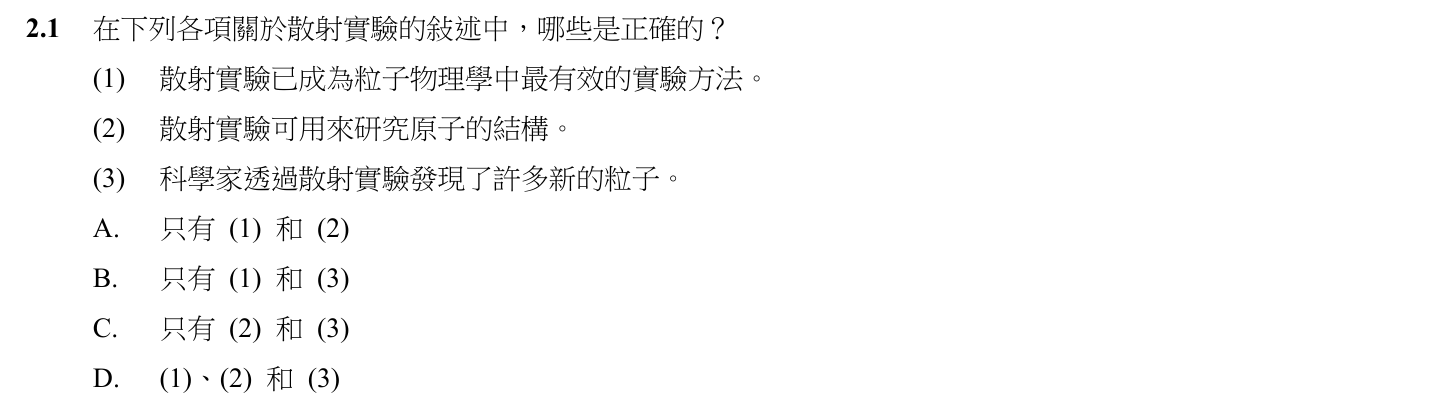 2.1 在下列各項關於散射實驗的敍述中，哪些是正確的？
(1) 散射實驗已成為粒子物理學中最有效的實驗方法。
(2) 散射實驗可用來研究原子的結構。
(3) 科學家透過散射實驗發現了許多新的粒子。
A. 只有 (1) 和 (2)
B. 只有 (1) 和 (3)
C. 只有 (2) 和 (3)
D. (1)、(2) 和 (3)